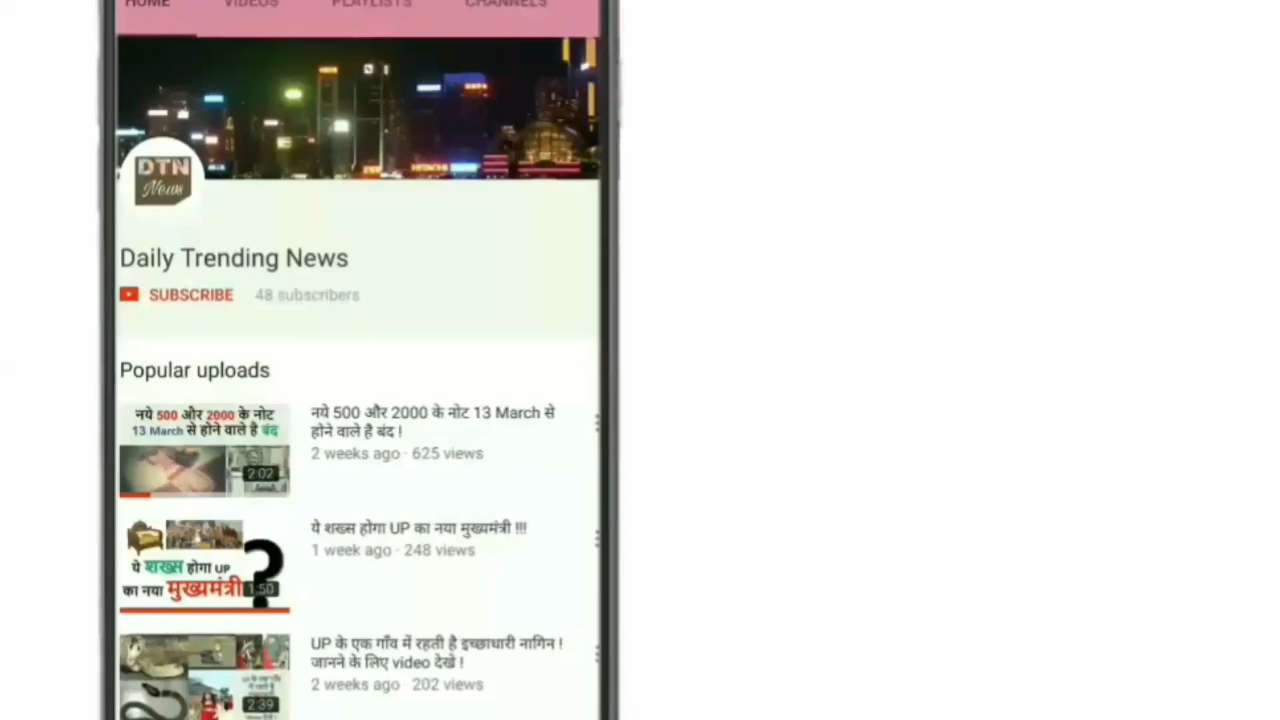 HOME VIDEOS PLAYLISTS CHANNELS
DTN
News
Daily Trending News
SUBSCRIBE 48 subscribers
Popular uploads
नये 500 और 2000 के नोट
13 March से होने वाले है बंद
2:02
नये 500 और 2000 के नोट 13 March से
होने वाले है बंद !
2 weeks ago · 625 views
ये शख्स होगा UP
का नया मुख्यमंत्री
?
1:50
ये शख्स होगा UP का नया मुख्यमंत्री !!!
1 week ago · 248 views
2:39
UP के एक गाँव में रहती है इच्छाधारी नागिन !
जानने के लिए video देखे !
2 weeks ago 202 views